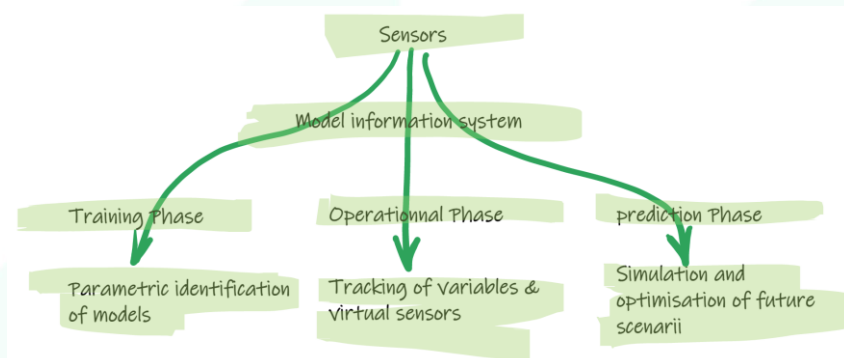 Sensors
Model information system
Training Phase
Operationnal Phase
prediction Phase
Parametric identification
of models
Tracking of variables &
virtual sensors
Simulation and
optimisation of future
scenarii